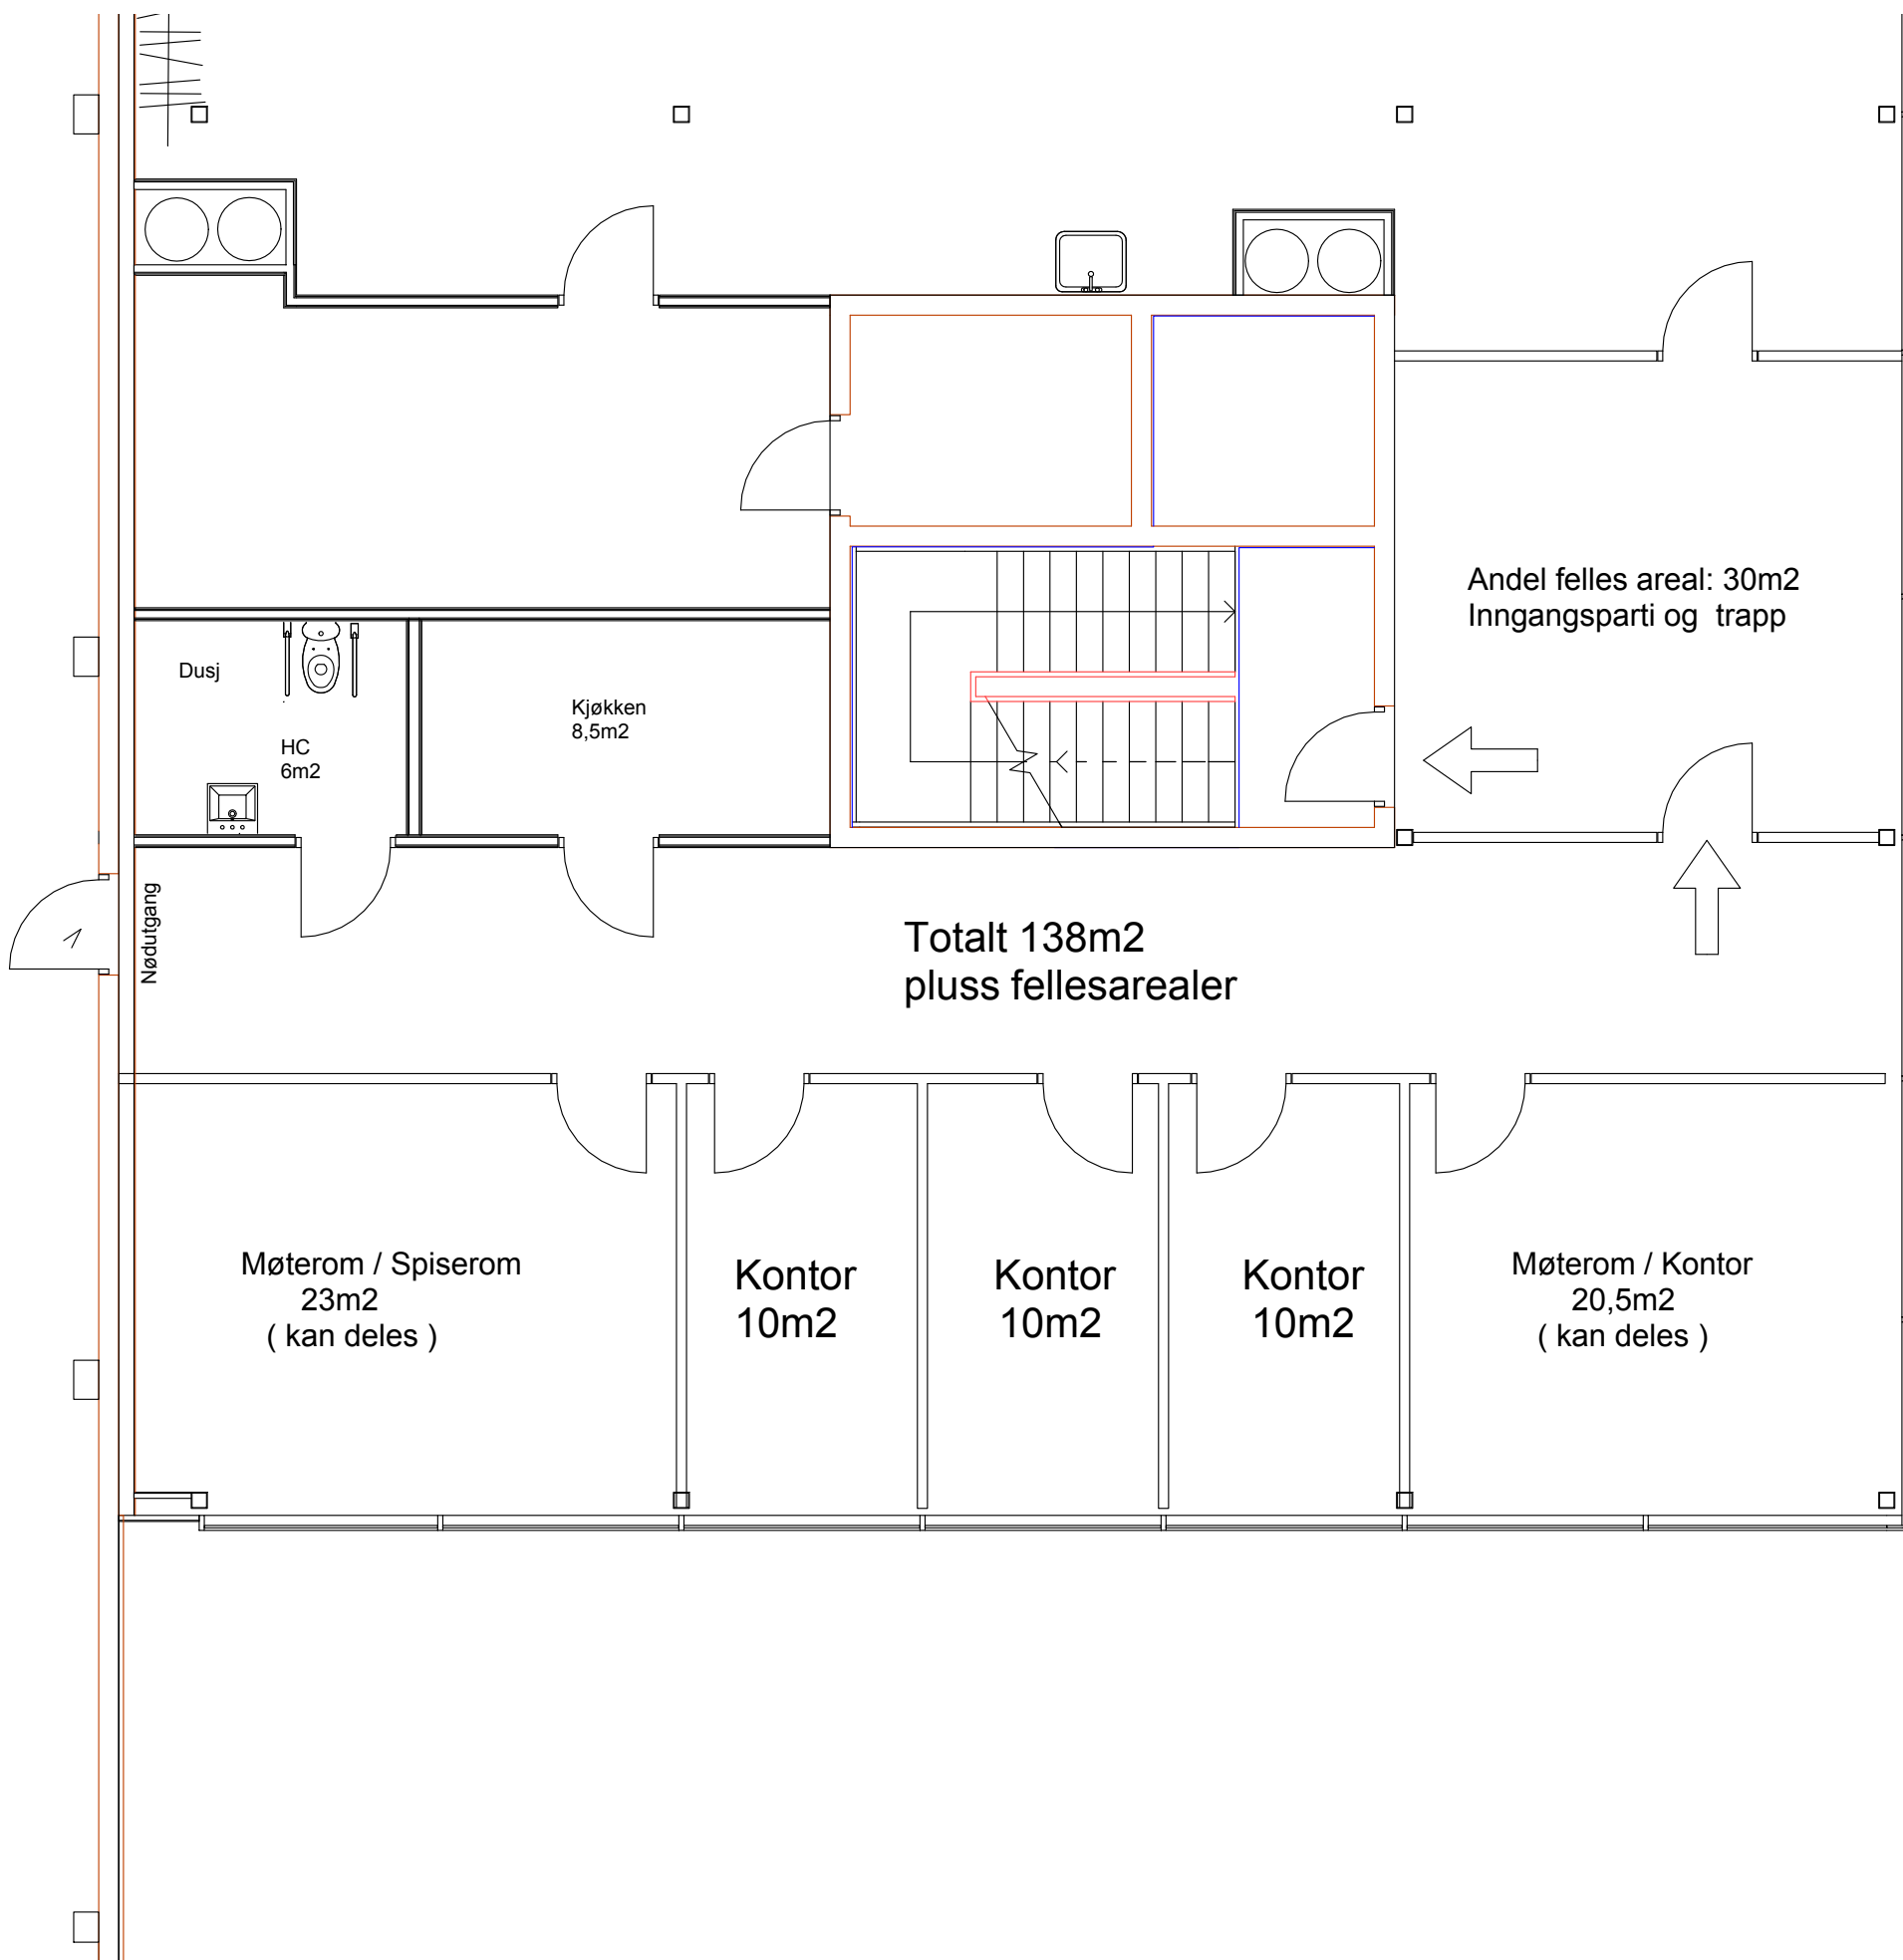 Andel felles areal: 30m2
Inngangsparti og trapp
Dusj
HC
6m2
Kjøkken
8,5m2
Nødutgang
Totalt 138m2
pluss fellesarealer
Møterom / Spiserom
23m2
( kan deles )
Kontor
10m2
Kontor
10m2
Kontor
10m2
Møterom / Kontor
20,5m2
( kan deles )